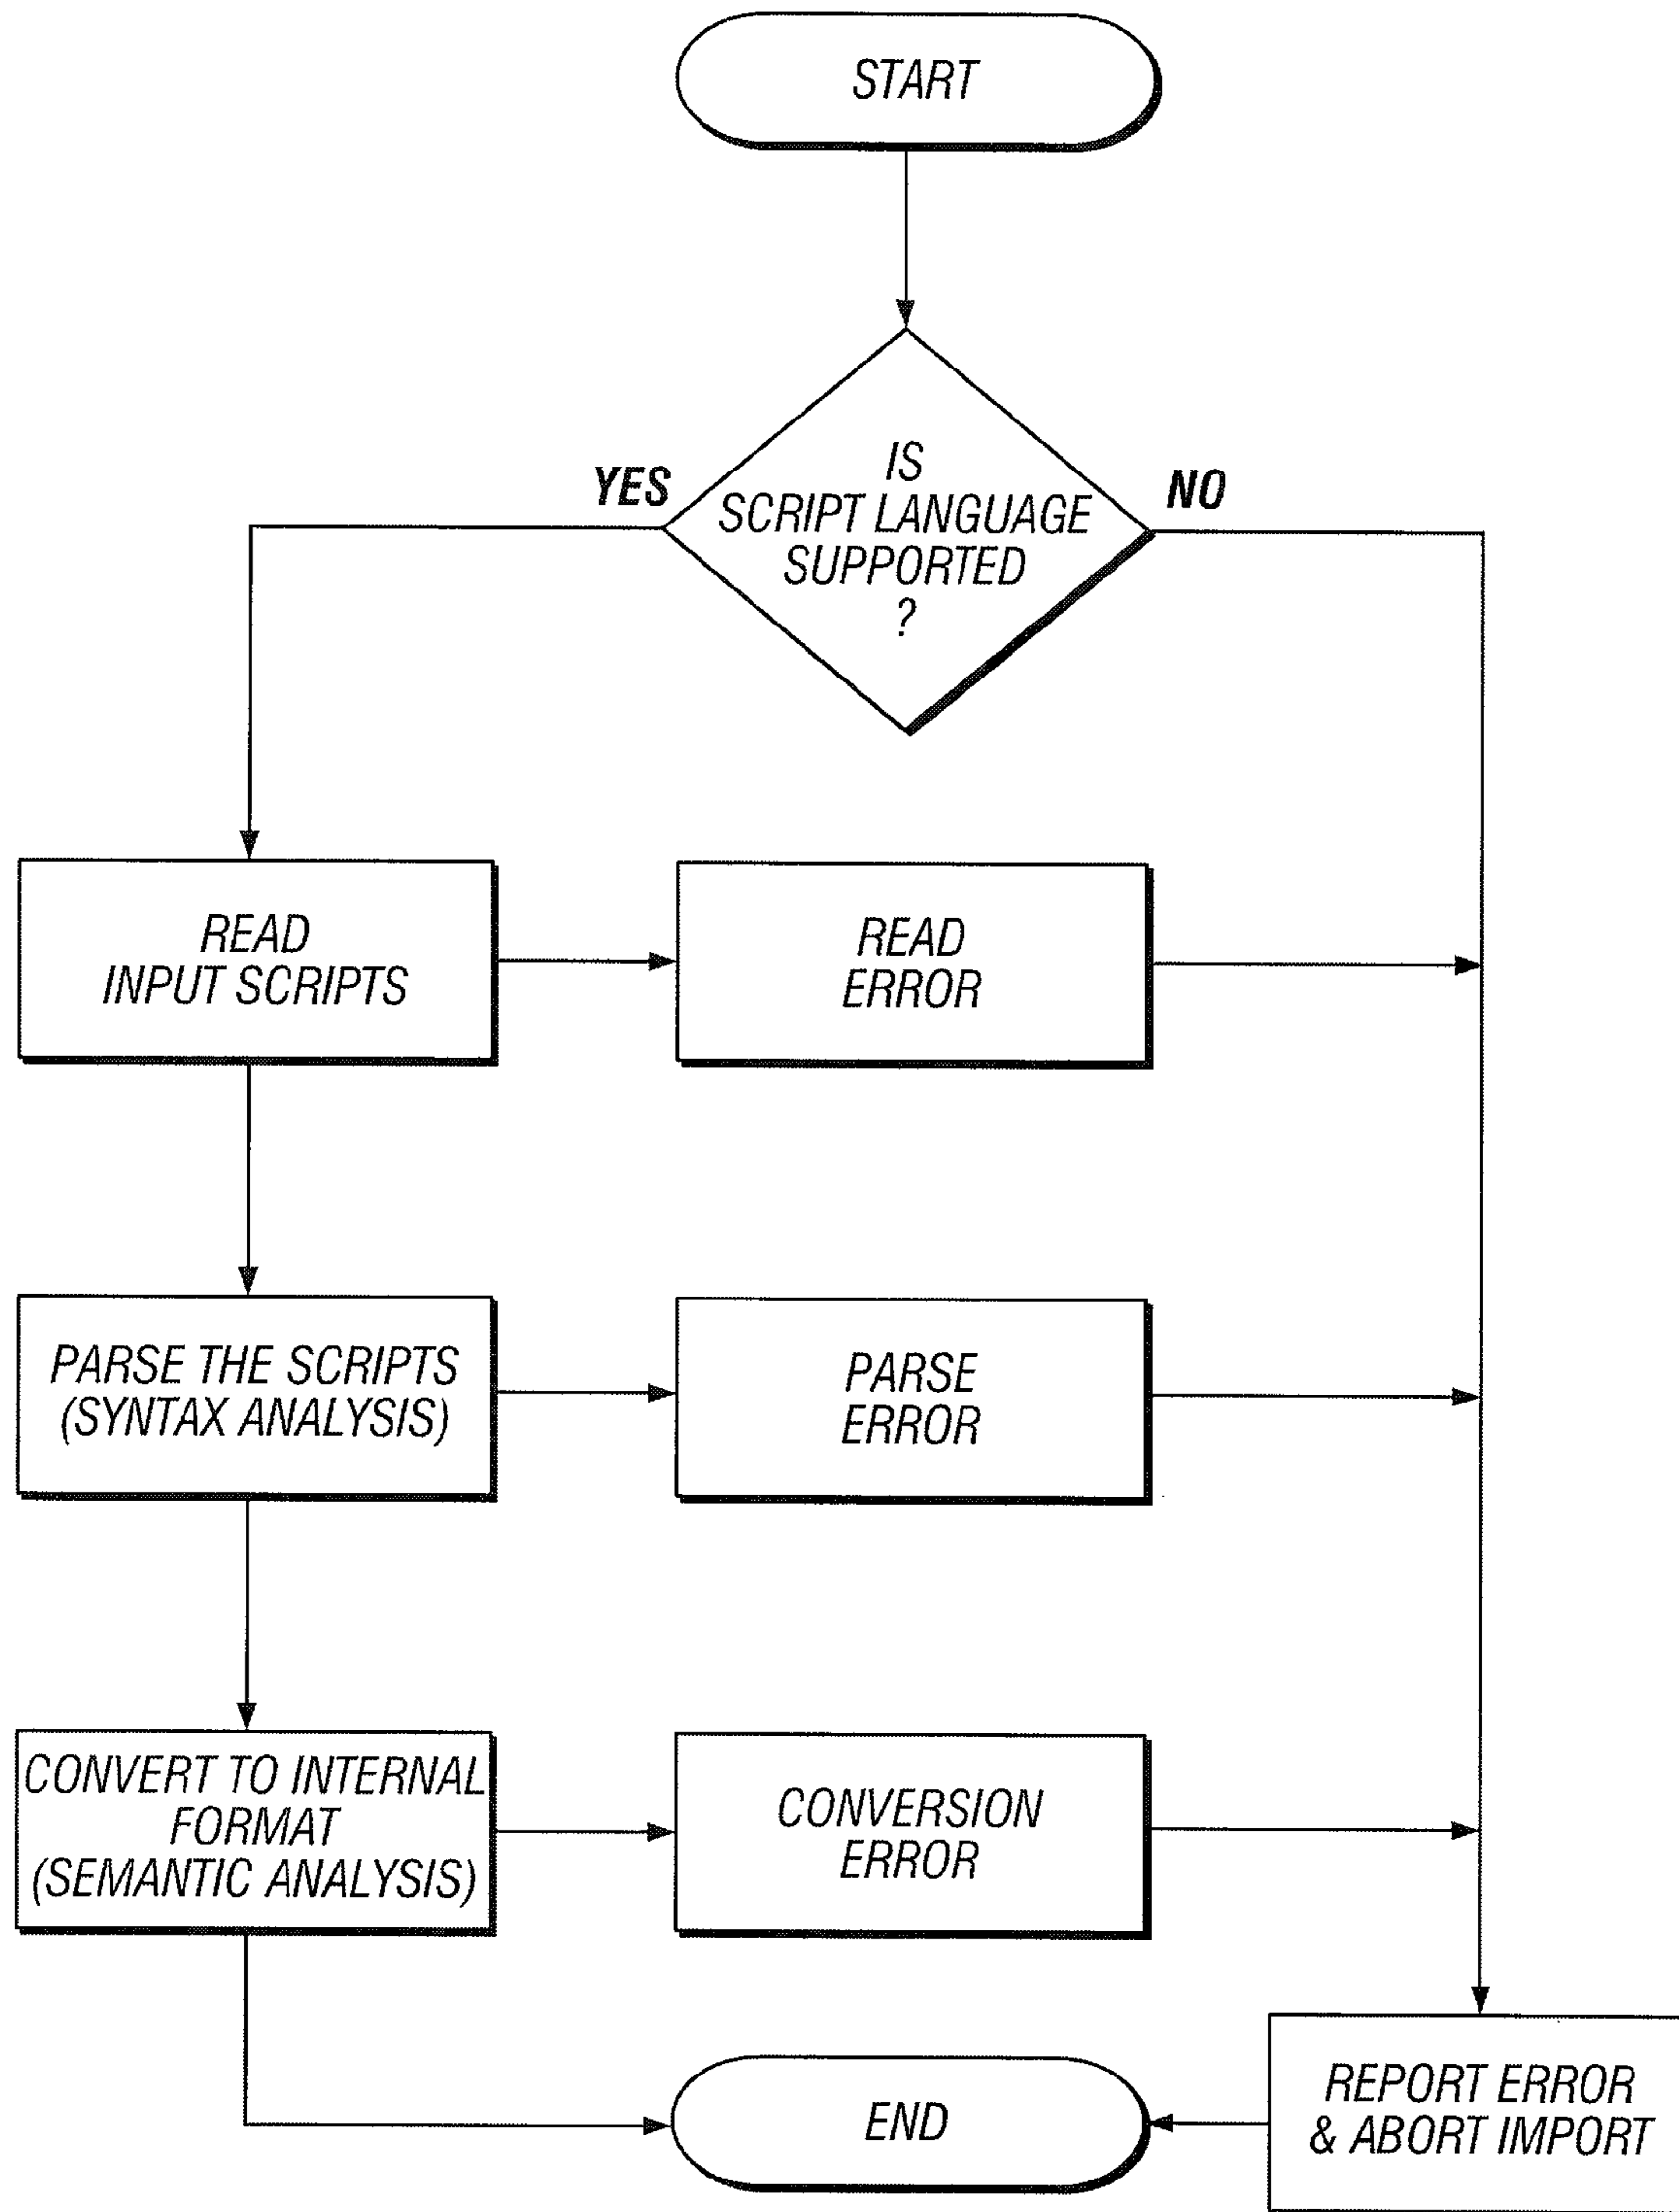 START
YES
NO
IS
SCRIPT LANGUAGE
SUPPORTED
?
READ
INPUT SCRIPTS
READ
ERROR
PARSE THE SCRIPTS
(SYNTAX ANALYSIS)
PARSE
ERROR
CONVERT TO INTERNAL
FORMAT
(SEMANTIC ANALYSIS)
CONVERSION
ERROR
END
REPORT ERROR
& ABORT IMPORT